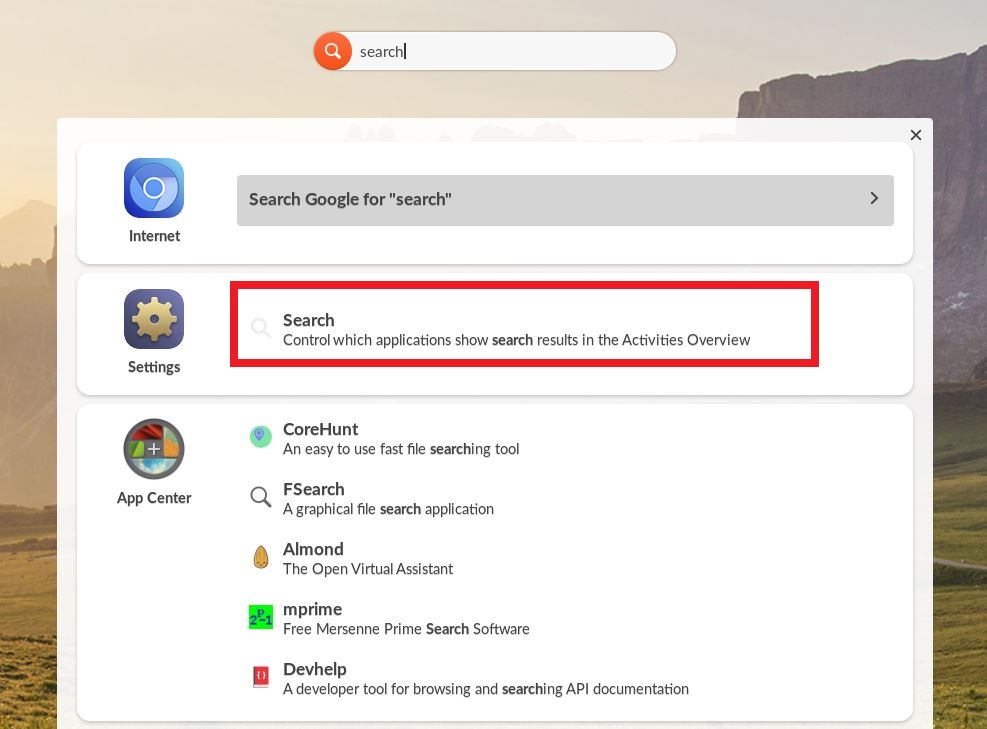 search
Search Google for "search"
Internet
Search
Control which applications show search results in the Activities Overview
Settings
CoreHunt
An easy to use fast file searching tool
FSearch
A graphical file search application
App Center
Almond
The Open Virtual Assistant
mprime
Free Mersenne Prime Search Software
2P-1
Devhelp
A developer tool for browsing and searching API documentation